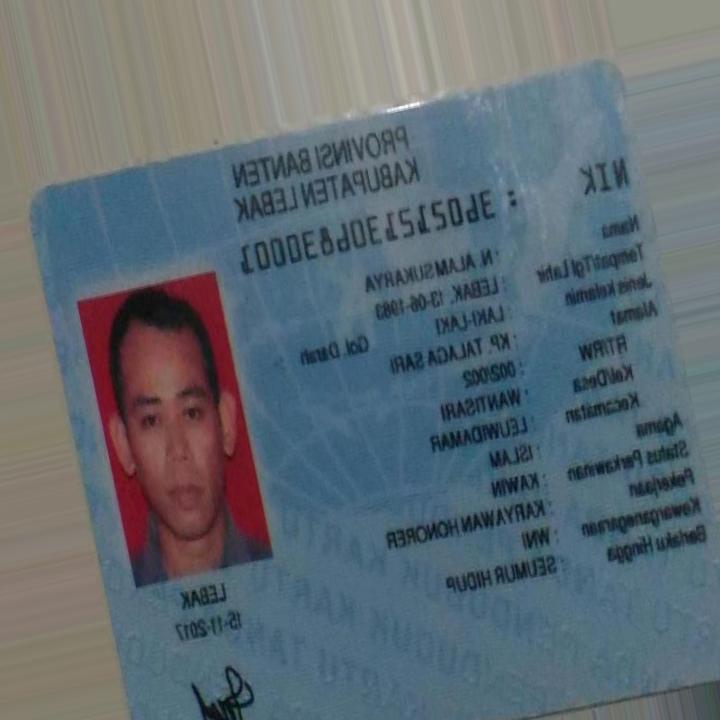 PROVINSI BANTEN
KABUPATEN LEBAK
NIK : 3602151306830001
Nama : N. ALAM SUKARYA
Tempat/Tgl Lahir : LEBAK, 13-06-1983
Jenis kelamin : LAKI-LAKI Gol. Darah
Alamat : KP. TALAGA SARI
RT/RW : 002/002
Kel/Desa : WANTISARI
Kecamatan : LEUWIDAMAR
Agama : ISLAM
Status Perkawinan : KAWIN
Pekerjaan : KARYAWAN HONORER
Kewarganegaraan : WNI
Berlaku Hingga : SEUMUR HIDUP
LEBAK
15-11-2017